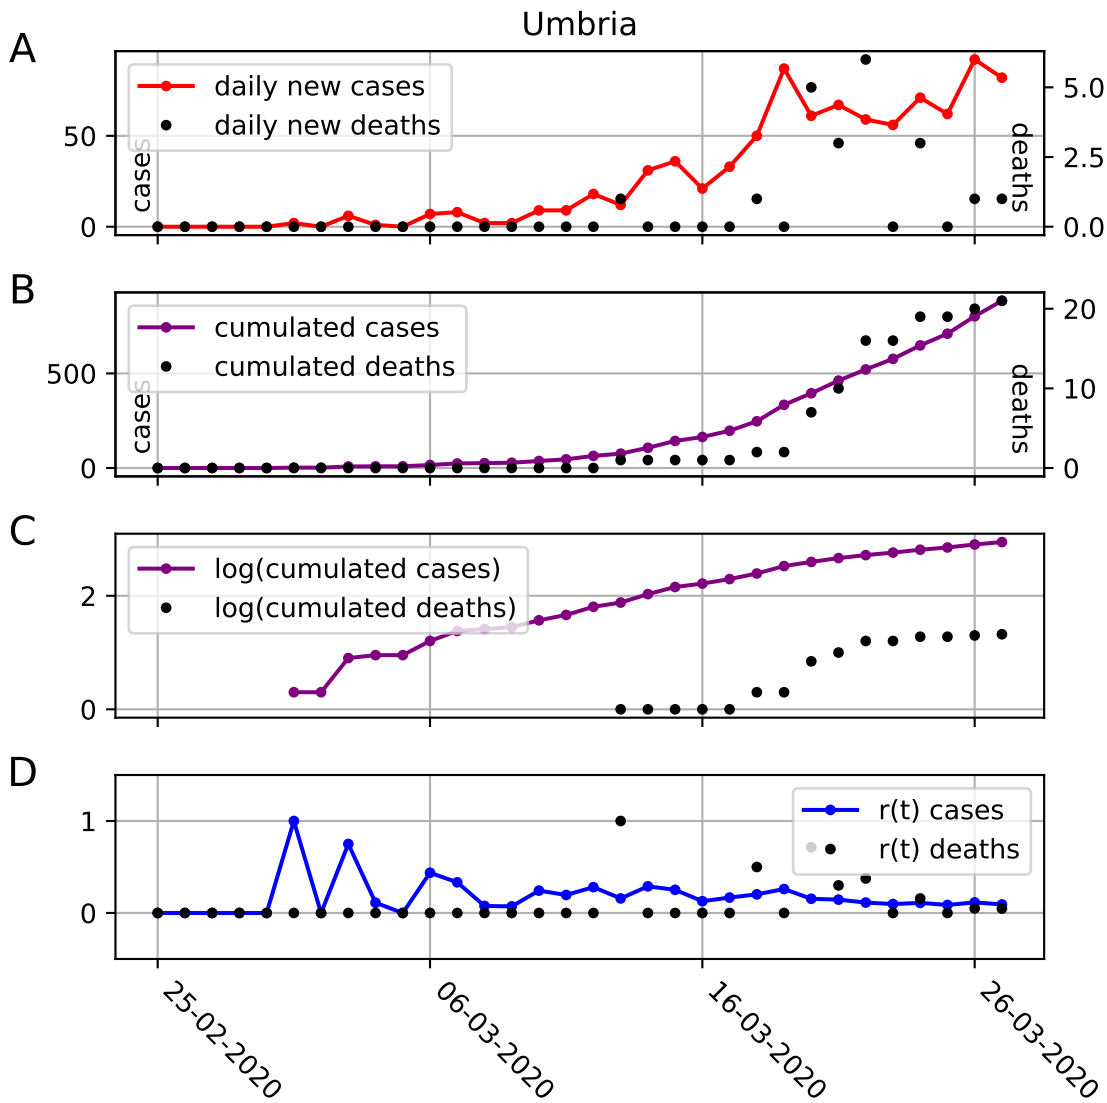 Umbria
A
daily new cases
daily new deaths
cases
deaths
50
0
5.0
2.5
0.0
B
cumulated cases
cumulated deaths
cases
deaths
500
0
20
10
0
C
log(cumulated cases)
log(cumulated deaths)
2
0
D
r(t) cases
r(t) deaths
1
0
25-02-2020
06-03-2020
16-03-2020
26-03-2020